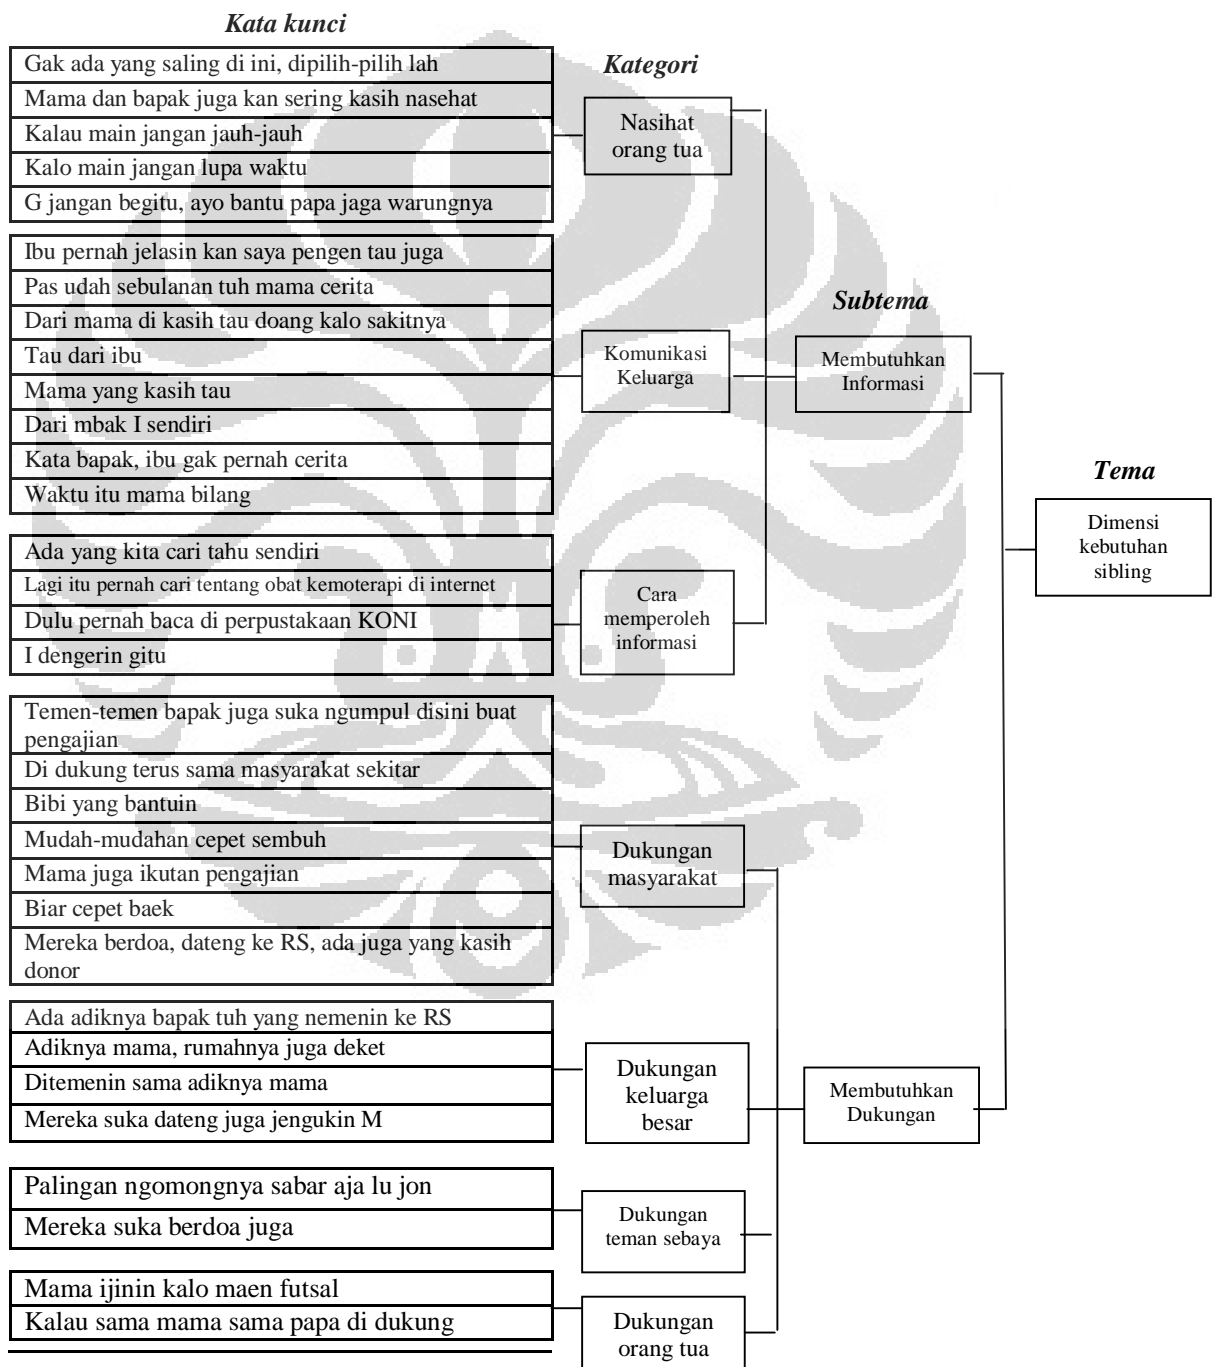 Kata kunci
Gak ada yang saling di ini, dipilih-pilih lah
Mama dan bapak juga kan sering kasih nasehat
Kalau main jangan jauh-jauh
Kalo main jangan lupa waktu
G jangan begitu, ayo bantu papa jaga warungnya
Ibu pernah jelasin kan saya pengen tau juga
Pas udah sebulanan tuh mama cerita
Dari mama di kasih tau doang kalo sakitnya
Tau dari ibu
Mama yang kasih tau
Dari mbak I sendiri
Kata bapak, ibu gak pernah cerita
Waktu itu mama bilang
Ada yang kita cari tahu sendiri
Lagi itu pernah cari tentang obat kemoterapi di internet
Dulu pernah baca di perpustakaan KONI
I dengerin gitu
Temen-temen bapak juga suka ngumpul disini buat
pengajian
Di dukung terus sama masyarakat sekitar
Bibi yang bantuin
Mudah-mudahan cepet sembuh
Mama juga ikutan pengajian
Biar cepet baek
Mereka berdoa, dateng ke RS, ada juga yang kasih
donor
Ada adiknya bapak tuh yang nemenin ke RS
Adiknya mama, rumahnya juga deket
Ditemenin sama adiknya mama
Mereka suka dateng juga jengukin M
Palingan ngomongnya sabar aja lu jon
Mereka suka berdoa juga
Mama ijinin kalo maen futsal
Kalau sama mama sama papa di dukung
Kategori
Nasihat
orang tua
Komunikasi
Keluarga
Cara
memperoleh
informasi
Dukungan
masyarakat
Dukungan
keluarga
besar
Dukungan
teman sebaya
Dukungan
orang tua
Subtema
Membutuhkan
Informasi
Membutuhkan
Dukungan
Tema
Dimensi
kebutuhan
sibling